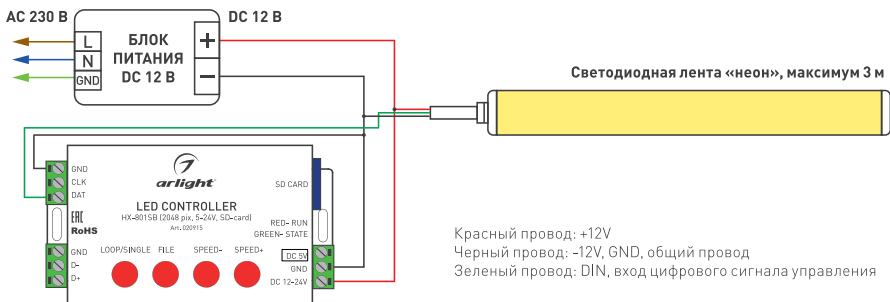 AC 230 В
DC 12 В
L
N
GND
БЛОК
ПИТАНИЯ
DC 12 В
+
−
Светодиодная лента «неон», максимум 3 м
GND
CLK
DAT
arlight
SD CARD
LED CONTROLLER
HX-801SB (2048 pix, 5-24V, SD-card)
Art. 020915
EAC
RoHS
RED- RUN
GREEN- STATE
GND
D-
D+
LOOP/SINGLE
FILE
SPEED-
SPEED+
DC 5V
GND
DC 12-24V
Красный провод: +12V
Черный провод: -12V, GND, общий провод
Зеленый провод: DIN, вход цифрового сигнала управления